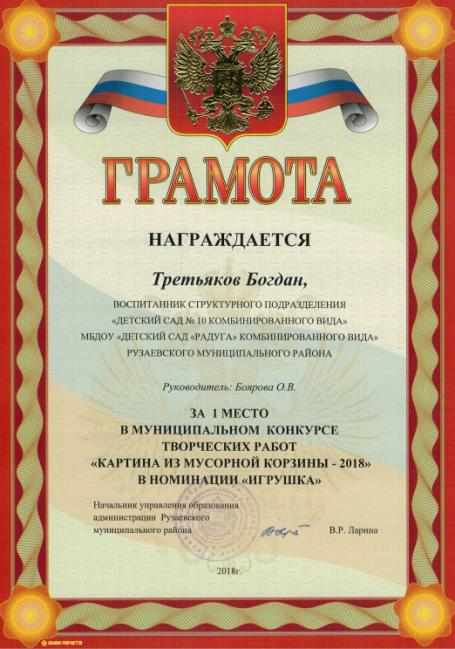 ГРАМОТА
НАГРАЖДАЕТСЯ
Третьяков Богдан,
ВОСПИТАННИК СТРУКТУРНОГО ПОДРАЗДЕЛЕНИЯ
«ДЕТСКИЙ САД № 10 КОМБИНИРОВАННОГО ВИДА»
МБДОУ «ДЕТСКИЙ САД «РАДУГА» КОМБИНИРОВАННОГО ВИДА»
РУЗАЕВСКОГО МУНИЦИПАЛЬНОГО РАЙОНА
Руководитель: Боярова О.В.
ЗА 1 МЕСТО
В МУНИЦИПАЛЬНОМ КОНКУРСЕ
ТВОРЧЕСКИХ РАБОТ
«КАРТИНА ИЗ МУСОРНОЙ КОРЗИНЫ - 2018»
В НОМИНАЦИИ «ИГРУШКА»
Начальник управления образования
администрации Рузаевского
муниципального района В.Р. Ларина
2018г.
ЗНАК ПОЧЕТА